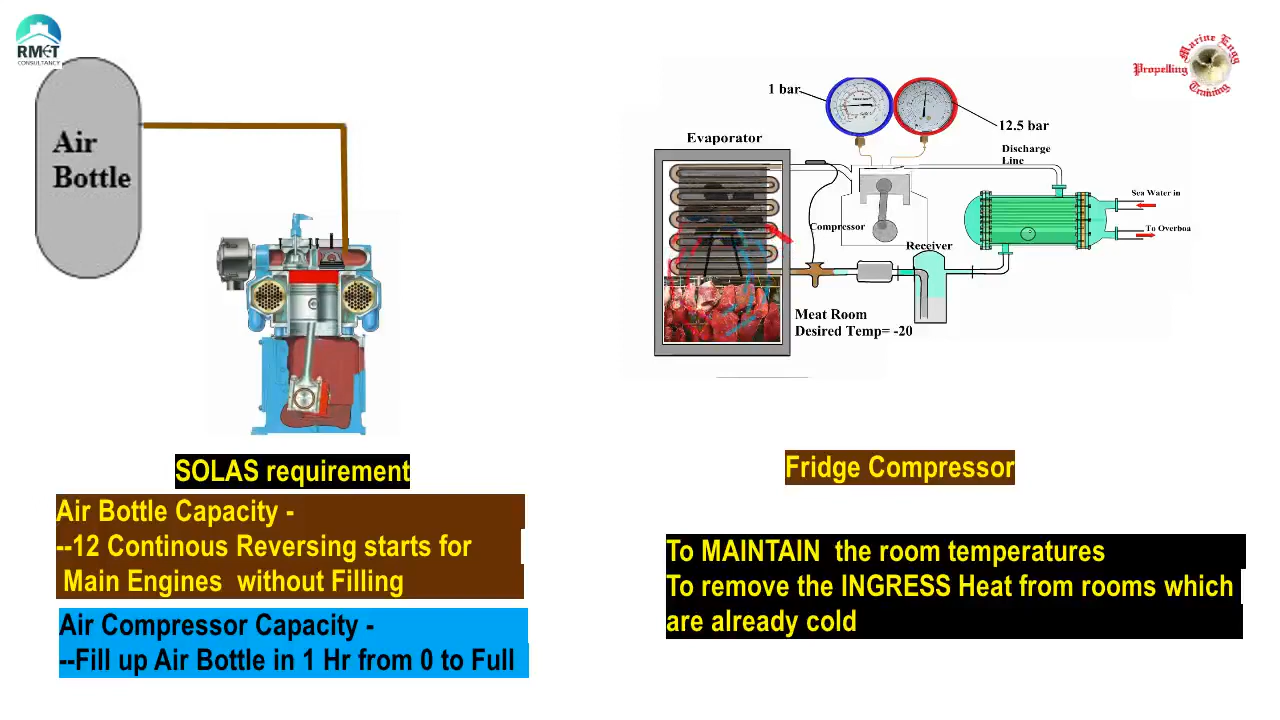 RMET
CONSULTANCY
Air
Bottle
SOLAS requirement
Air Bottle Capacity -
--12 Continous Reversing starts for
Main Engines without Filling
Air Compressor Capacity -
--Fill up Air Bottle in 1 Hr from 0 to Full
Marine Engg
Propelling
Training
1 bar
12.5 bar
Evaporator
Discharge
Line
Sea Water in
Compressor
To Overboa
Receiver
Meat Room
Desired Temp= -20
Fridge Compressor
To MAINTAIN the room temperatures
To remove the INGRESS Heat from rooms which
are already cold